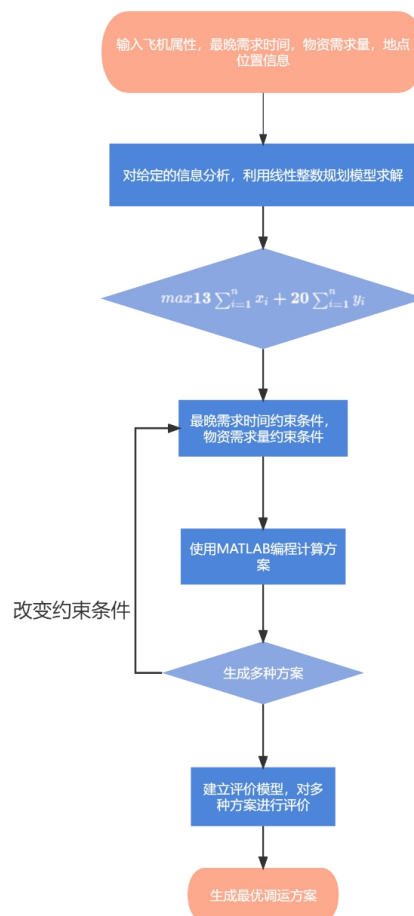 输入飞机属性，最晚需求时间，物资需求量，地点
位置信息
对给定的信息分析，利用线性整数规划模型求解
max13 ∑_{i=1}^{n} x_i + 20 ∑_{i=1}^{n} y_i
最晚需求时间约束条件，
物资需求量约束条件
使用MATLAB编程计算方
案
改变约束条件
生成多种方案
建立评价模型，对多
种方案进行评价
生成最优调运方案